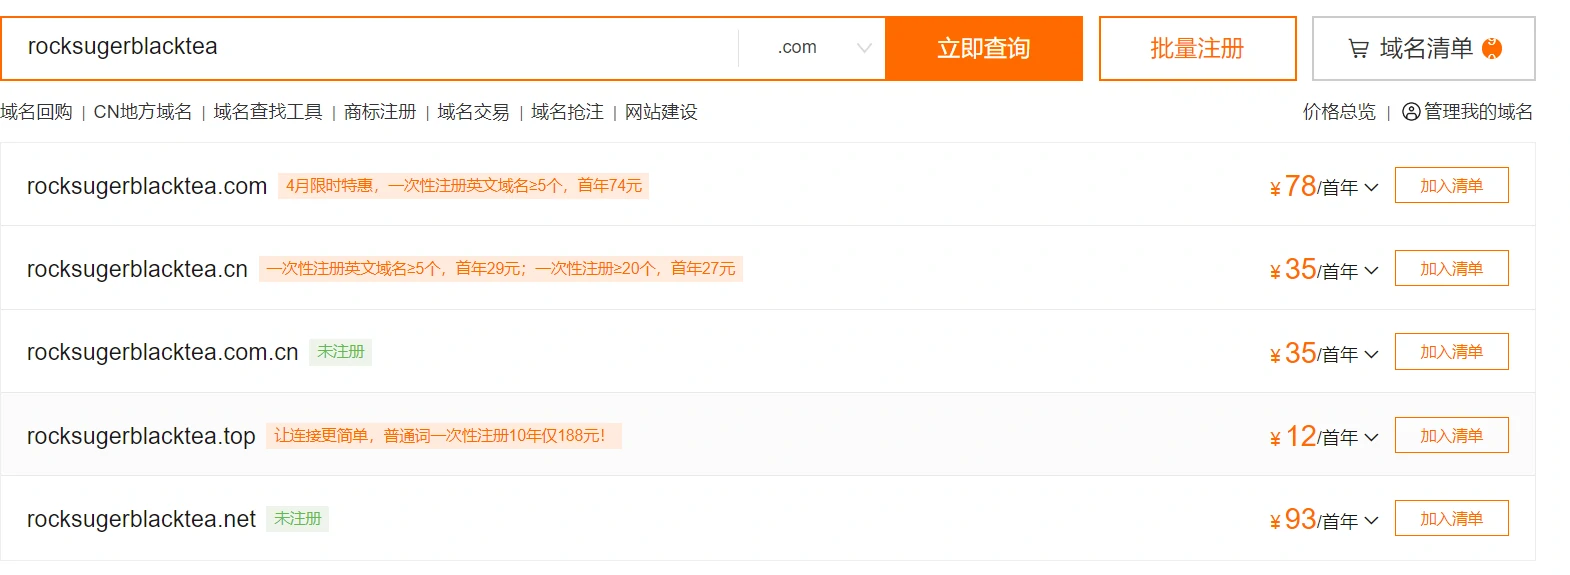 rocksugerblacktea .com 立即查询 批量注册 域名清单
域名回购 | CN地方域名 | 域名查找工具 | 商标注册 | 域名交易 | 域名抢注 | 网站建设 价格总览 | 管理我的域名
rocksugerblacktea.com 4月限时特惠，一次性注册英文域名≥5个，首年74元 ¥78/首年 加入清单
rocksugerblacktea.cn 一次性注册英文域名≥5个，首年29元；一次性注册≥20个，首年27元 ¥35/首年 加入清单
rocksugerblacktea.com.cn 未注册 ¥35/首年 加入清单
rocksugerblacktea.top 让连接更简单，普通词一次性注册10年仅188元！ ¥12/首年 加入清单
rocksugerblacktea.net 未注册 ¥93/首年 加入清单